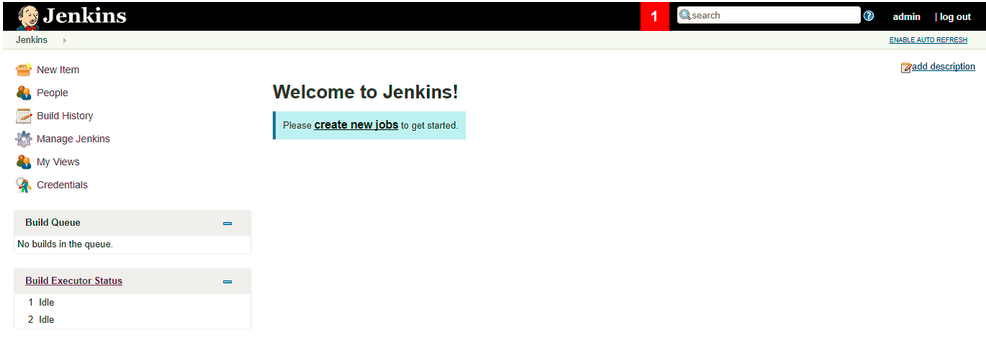 Jenkins 1 search ? admin | log out
Jenkins ENABLE AUTO REFRESH
add description
New Item
People
Build History
Manage Jenkins
My Views
Credentials
Welcome to Jenkins!
Please create new jobs to get started.
Build Queue
No builds in the queue.
Build Executor Status
1 Idle
2 Idle